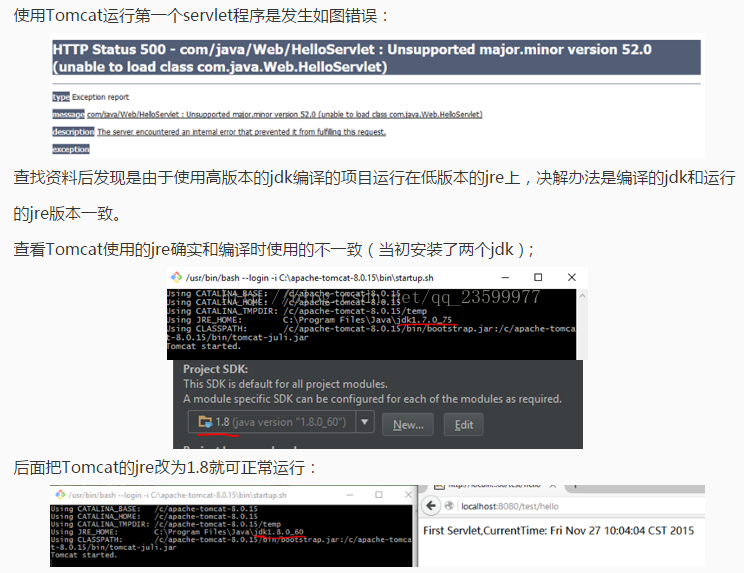 使用Tomcat运行第一个servlet程序是发生如图错误：
HTTP Status 500 - com/java/Web/HelloServlet : Unsupported major.minor version 52.0
(unable to load class com.java.Web.HelloServlet)
type Exception report
message com/java/Web/HelloServlet : Unsupported major.minor version 52.0 (unable to load class com.java.Web.HelloServlet)
description The server encountered an internal error that prevented it from fulfilling this request.
exception
查找资料后发现是由于使用高版本的jdk编译的项目运行在低版本的jre上，决解办法是编译的jdk和运行
的jre版本一致。
查看Tomcat使用的jre确实和编译时使用的不一致（当初安装了两个jdk）；
/usr/bin/bash --login -i C:\apache-tomcat-8.0.15\bin\startup.sh
Using CATALINA_BASE: /c/apache-tomcat-8.0.15
Using CATALINA_HOME: /c/apache-tomcat-8.0.15
Using CATALINA_TMPDIR: /c/apache-tomcat-8.0.15/temp
Using JRE_HOME: C:\Program Files\Java\jdk1.7.0_75
Using CLASSPATH: /c/apache-tomcat-8.0.15/bin/bootstrap.jar:/c/apache-tomca
t-8.0.15/bin/tomcat-juli.jar
Tomcat started.
Project SDK:
This SDK is default for all project modules.
A module specific SDK can be configured for each of the modules as required.
1.8 (java version "1.8.0_60") New... Edit
后面把Tomcat的jre改为1.8就可正常运行：
/usr/bin/bash --login -i C:\apache-tomcat-8.0.15\bin\startup.sh
Using CATALINA_BASE: /c/apache-tomcat-8.0.15
Using CATALINA_HOME: /c/apache-tomcat-8.0.15
Using CATALINA_TMPDIR: /c/apache-tomcat-8.0.15/temp
Using JRE_HOME: C:\Program Files\Java\jdk1.8.0_60
Using CLASSPATH: /c/apache-tomcat-8.0.15/bin/bootstrap.jar:/c/apache-tomca
t-8.0.15/bin/tomcat-juli.jar
Tomcat started.
localhost:8080/test/hello
First Servlet,CurrentTime: Fri Nov 27 10:04:04 CST 2015